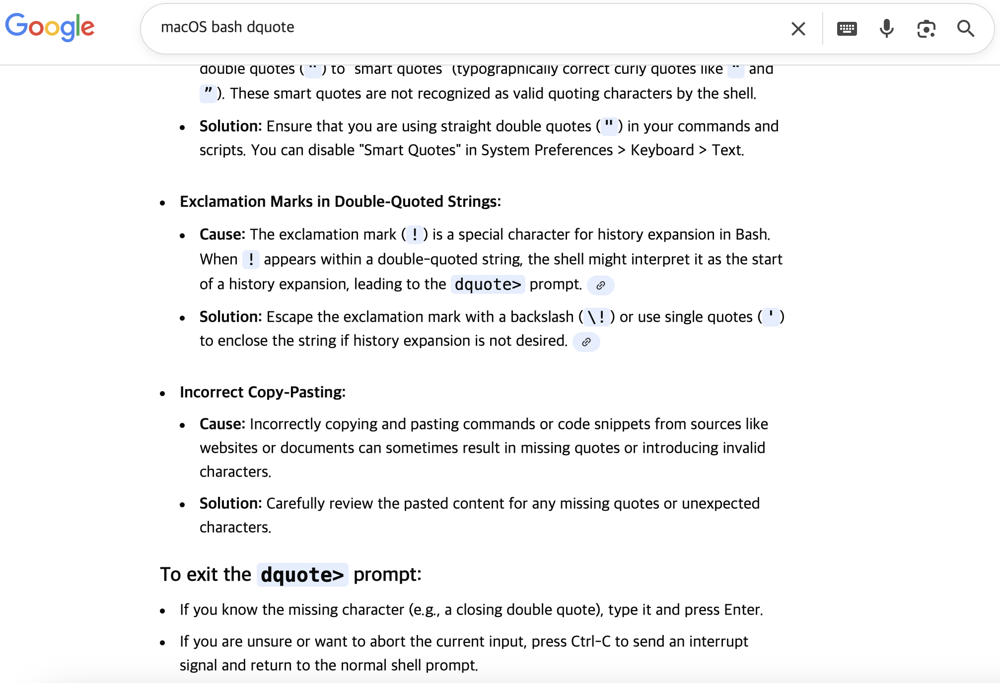 Google
macOS bash dquote
double quotes (") to "smart quotes" (typographically correct curly quotes like “ and
”). These smart quotes are not recognized as valid quoting characters by the shell.
• Solution: Ensure that you are using straight double quotes (") in your commands and
scripts. You can disable "Smart Quotes" in System Preferences > Keyboard > Text.
• Exclamation Marks in Double-Quoted Strings:
• Cause: The exclamation mark (!) is a special character for history expansion in Bash.
When ! appears within a double-quoted string, the shell might interpret it as the start
of a history expansion, leading to the dquote> prompt.
• Solution: Escape the exclamation mark with a backslash (\!) or use single quotes (')
to enclose the string if history expansion is not desired.
• Incorrect Copy-Pasting:
• Cause: Incorrectly copying and pasting commands or code snippets from sources like
websites or documents can sometimes result in missing quotes or introducing invalid
characters.
• Solution: Carefully review the pasted content for any missing quotes or unexpected
characters.
To exit the dquote> prompt:
• If you know the missing character (e.g., a closing double quote), type it and press Enter.
• If you are unsure or want to abort the current input, press Ctrl-C to send an interrupt
signal and return to the normal shell prompt.